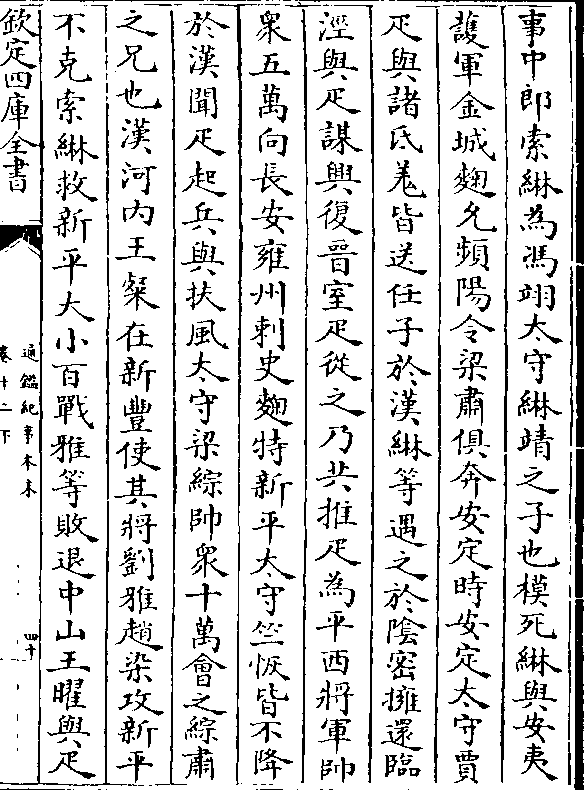 事中郎索綝為馮翊太守綝靖之子也模死綝與安夷
護軍金城麴允頻陽令梁肅俱奔安定時安定太守賈
疋與諸氐羌皆送任子於漢綝等遇之於陰密擁還臨
涇與疋謀興復晉室疋從之乃共推疋為平西將軍帥
衆五萬向長安雍州刺史麴特新平太守竺恢皆不降
於漢聞疋起兵與扶風太守梁綜帥衆十萬會之綜肅
之兄也漢河内王粲在新豐使其將劉雅趙染攻新平
不克索綝救新平大小百戰雅等敗退中山王曜與疋
欽定四庫全書
通鑑紀事本末
卷十二下
四十